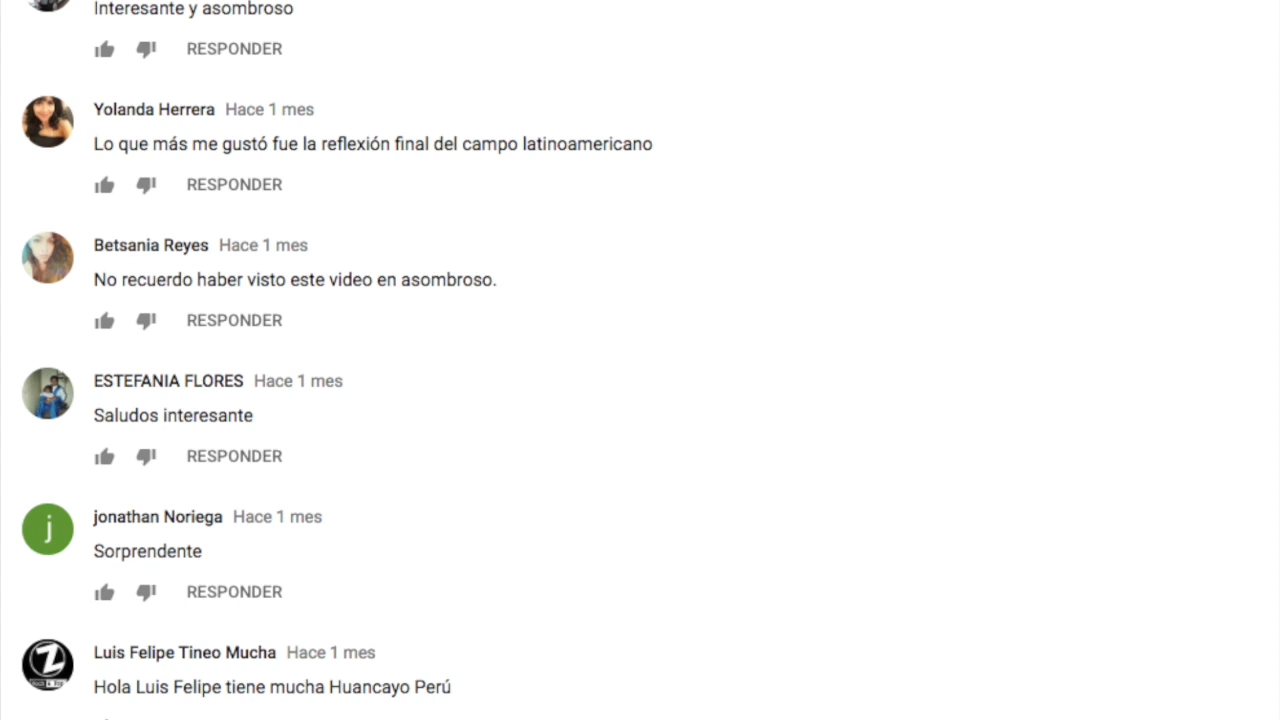 Interesante y asombroso
RESPONDER
Yolanda Herrera Hace 1 mes
Lo que más me gustó fue la reflexión final del campo latinoamericano
RESPONDER
Betsania Reyes Hace 1 mes
No recuerdo haber visto este video en asombroso.
RESPONDER
ESTEFANIA FLORES Hace 1 mes
Saludos interesante
RESPONDER
j
jonathan Noriega Hace 1 mes
Sorprendente
RESPONDER
Z
Luis Felipe Tineo Mucha Hace 1 mes
Hola Luis Felipe tiene mucha Huancayo Perú